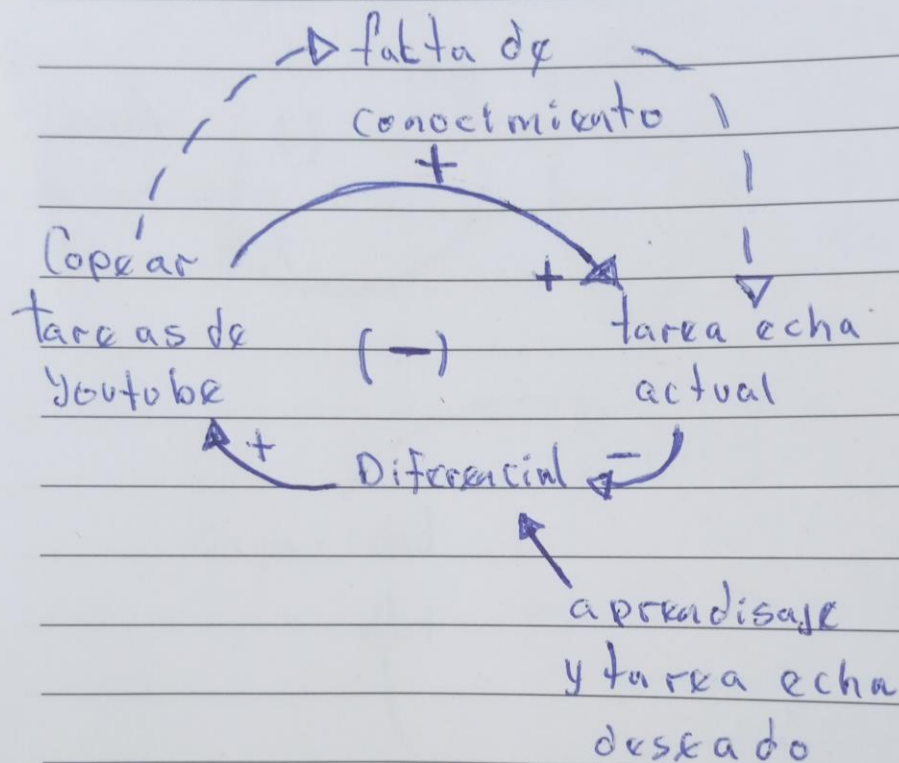 falta de
conocimiento
+
Copear
+
tareas de
(-)
tarea echa
youtube
actual
+
Diferencial
-
aprendisaje
y tarea echa
deseado